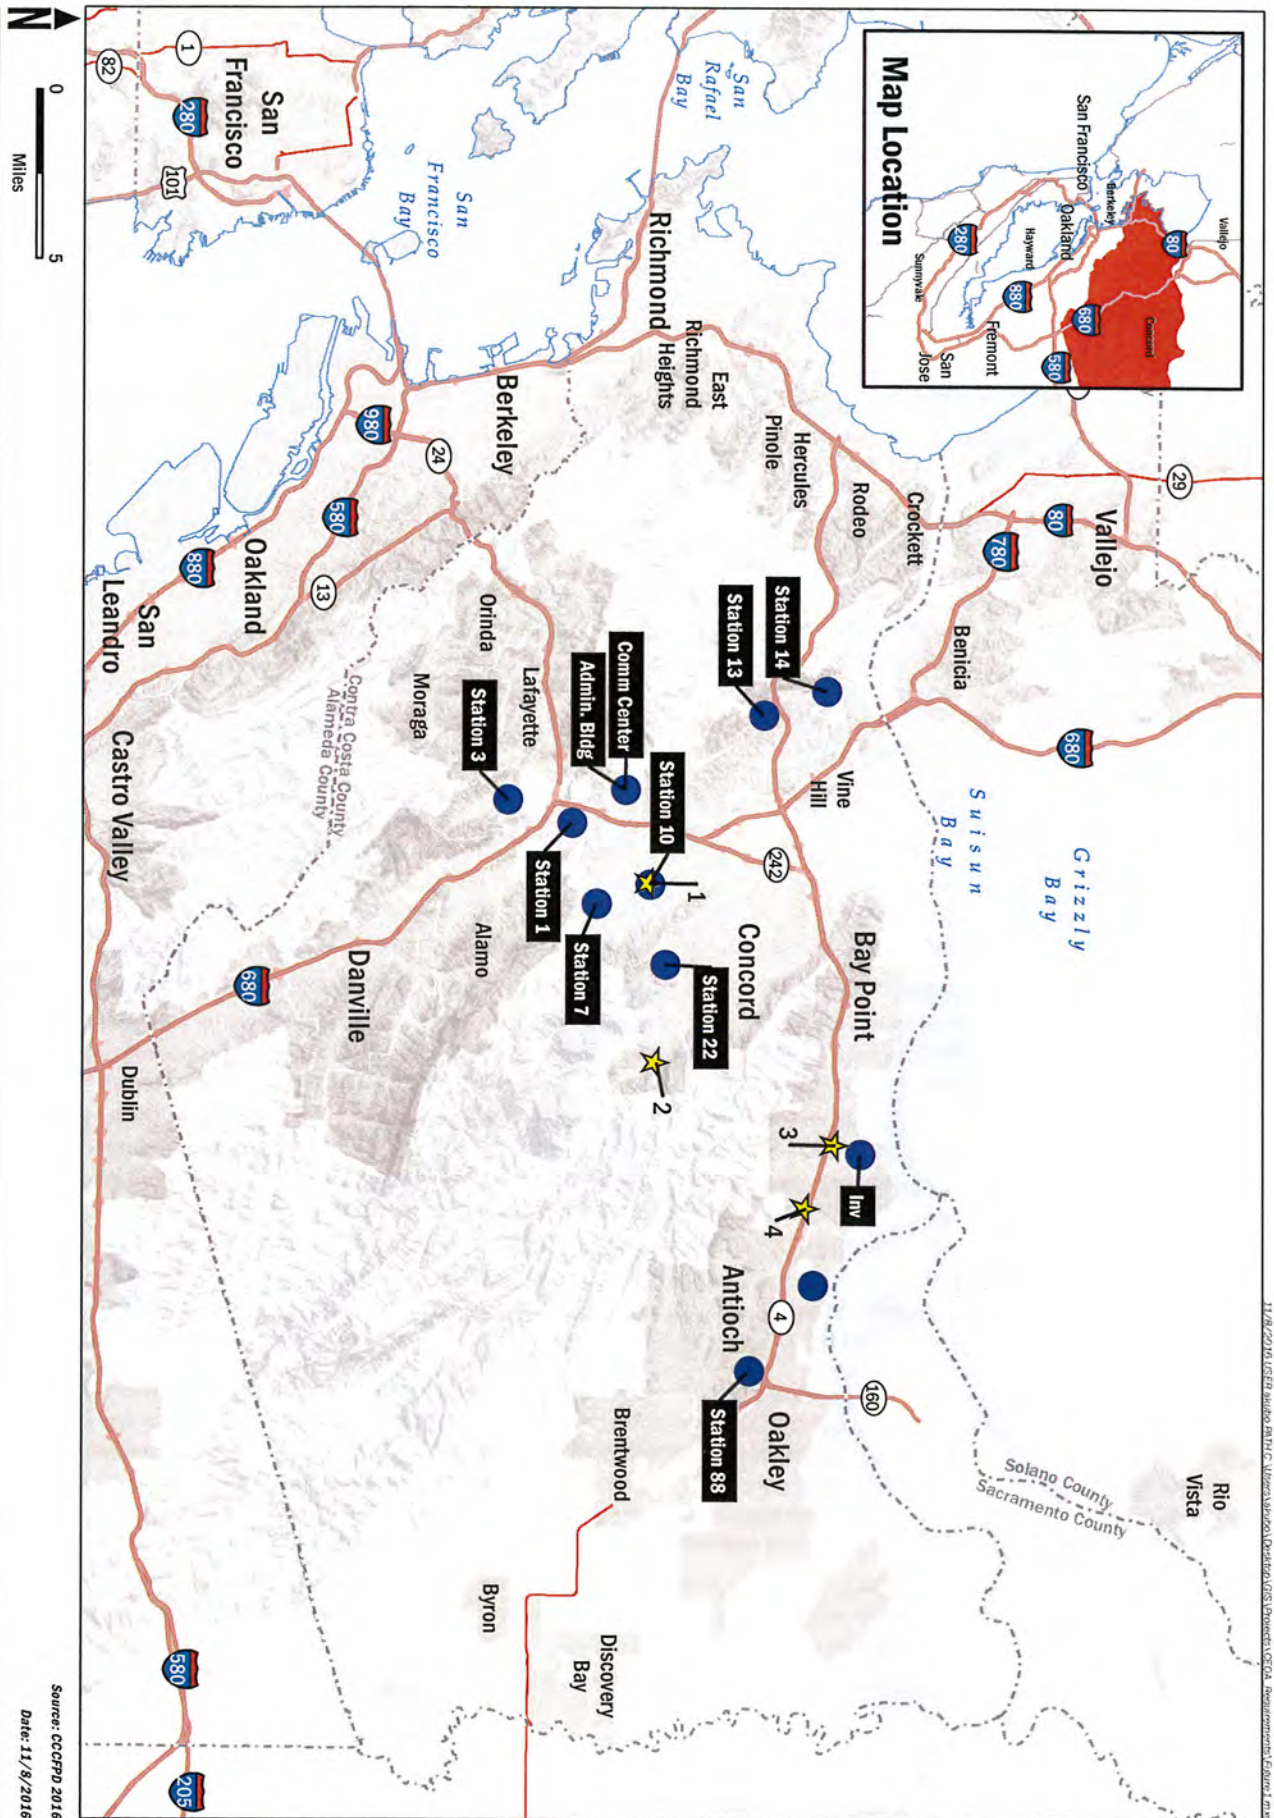 11/8/2016 USER
Map Location
Vallejo
80
San Francisco
Berkeley
Concord
Oakland
680
Hayward
880
580
280
Fremont
Sunnyvale
San
Jose
29
Vallejo
80
780
680
Benicia
Grizzly
Bay
Suisun
Bay
Rio
Vista
Solano County
Sacramento County
San
Rafael
Bay
Richmond
East
Richmond
Heights
Pinole
Hercules
Rodeo
Crockett
Station 14
Station 13
Vine
Hill
Bay Point
3
Inv
4
Antioch
4
160
Oakley
Station 88
242
Concord
1
Station 10
Station 22
2
Comm Center
Admin. Bldg
Station 7
Station 1
Station 3
Lafayette
Orinda
Moraga
Brentwood
Discovery
Bay
Byron
Berkeley
24
San
Francisco
Bay
980
580
13
Oakland
880
San
Leandro
Contra Costa County
Alameda County
Alamo
Danville
680
Castro Valley
Dublin
580
205
San
Francisco
1
82
280
101
N
0
5
Miles
Source: CCCFPD 2016
Date: 11/8/2016